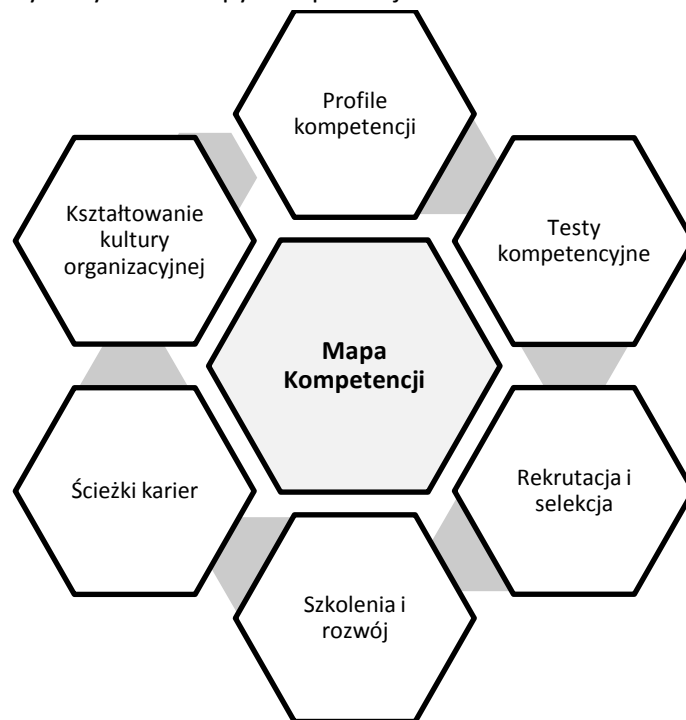 Profile
kompetencji
Testy
kompetencyjne
Rekrutacja i
selekcja
Szkolenia i
rozwój
Ścieżki karier
Kształtowanie
kultury
organizacyjnej
Mapa
Kompetencji